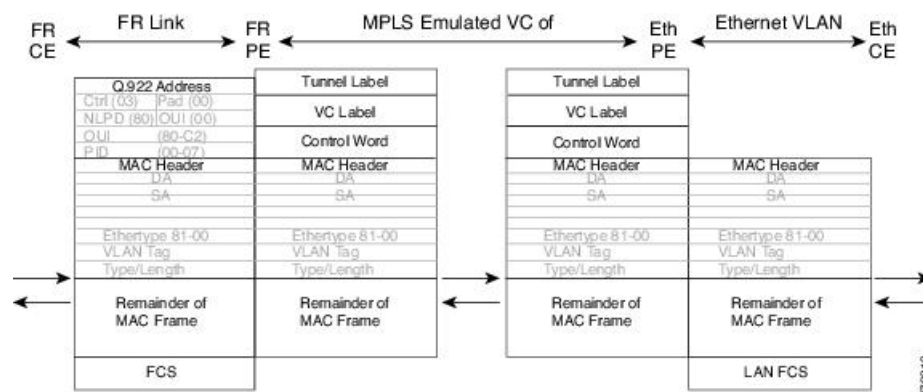 FR CE
FR Link
FR PE
MPLS Emulated VC of
Eth PE
Ethernet VLAN
Eth CE
Q.922 Address
Ctrl (03) Pad (00)
NLPD (80) OUI (00)
OUI (80-C2)
PID (00-07)
MAC Header
DA
SA
Ethertype 81-00
VLAN Tag
Type/Length
Remainder of
MAC Frame
FCS
Tunnel Label
VC Label
Control Word
MAC Header
DA
SA
Ethertype 81-00
VLAN Tag
Type/Length
Remainder of
MAC Frame
Tunnel Label
VC Label
Control Word
MAC Header
DA
SA
Ethertype 81-00
VLAN Tag
Type/Length
Remainder of
MAC Frame
MAC Header
DA
SA
Ethertype 81-00
VLAN Tag
Type/Length
Remainder of
MAC Frame
LAN FCS